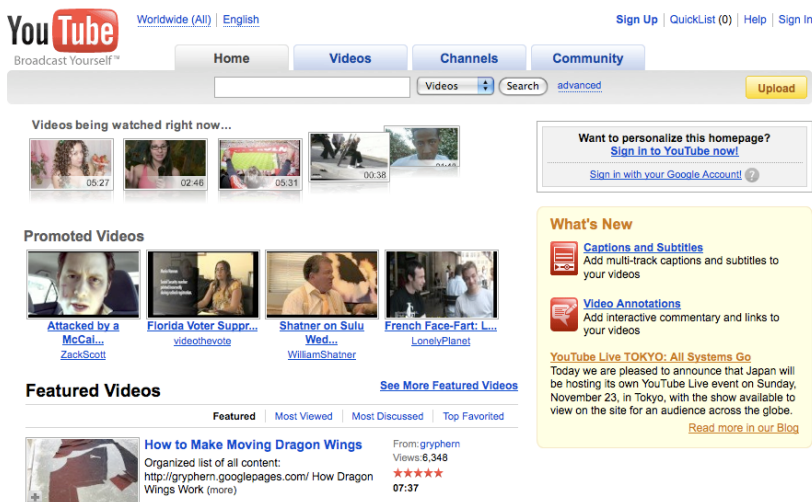 YouTube
Broadcast Yourself™
Worldwide (All) | English
Sign Up | QuickList (0) | Help | Sign In
Home
Videos
Channels
Community
Videos
Search
advanced
Upload
Videos being watched right now...
05:27
02:46
05:31
00:38
Want to personalize this homepage?
Sign in to YouTube now!
Sign in with your Google Account! ?
Promoted Videos
Attacked by a
McCai...
ZackScott
Florida Voter Suppr...
videothevote
Shatner on Sulu
Wed...
WilliamShatner
French Face-Fart: L...
LonelyPlanet
What's New
Captions and Subtitles
Add multi-track captions and subtitles to
your videos
Video Annotations
Add interactive commentary and links to
your videos
YouTube Live TOKYO: All Systems Go
Today we are pleased to announce that Japan will
be hosting its own YouTube Live event on Sunday,
November 23, in Tokyo, with the show available to
view on the site for an audience across the globe.
Read more in our Blog
Featured Videos
See More Featured Videos
Featured | Most Viewed | Most Discussed | Top Favorited
How to Make Moving Dragon Wings
Organized list of all content:
http://gryphern.googlepages.com/ How Dragon
Wings Work (more)
From: gryphern
Views: 6,348
07:37